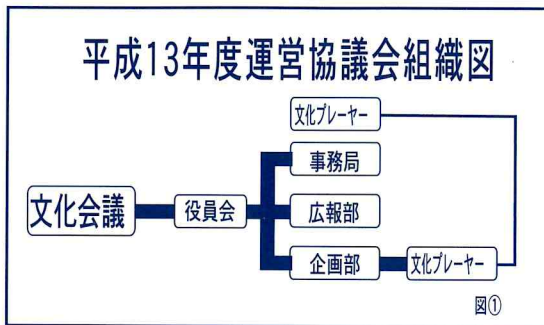 平成13年度運営協議会組織図
文化プレーヤー
事務局
文化会議
役員会
広報部
企画部
文化プレーヤー
図①